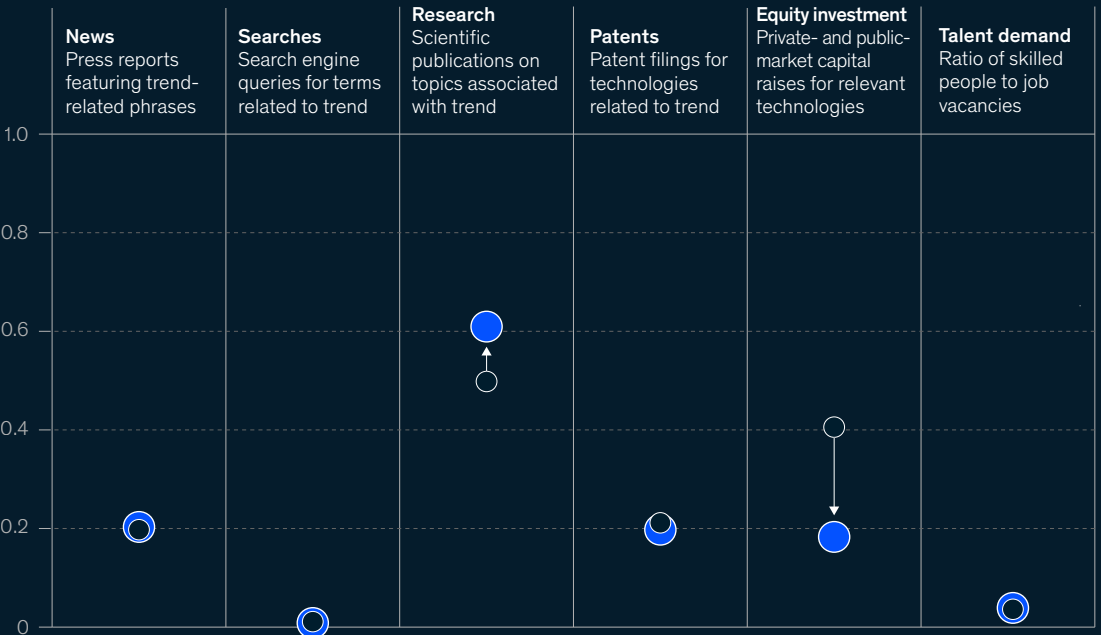 News
Press reports
featuring trend-
related phrases
Searches
Search engine
queries for terms
related to trend
Research
Scientific
publications on
topics associated
with trend
Patents
Patent filings for
technologies
related to trend
Equity investment
Private- and public-
market capital
raises for relevant
technologies
Talent demand
Ratio of skilled
people to job
vacancies
1.0
0.8
0.6
0.4
0.2
0